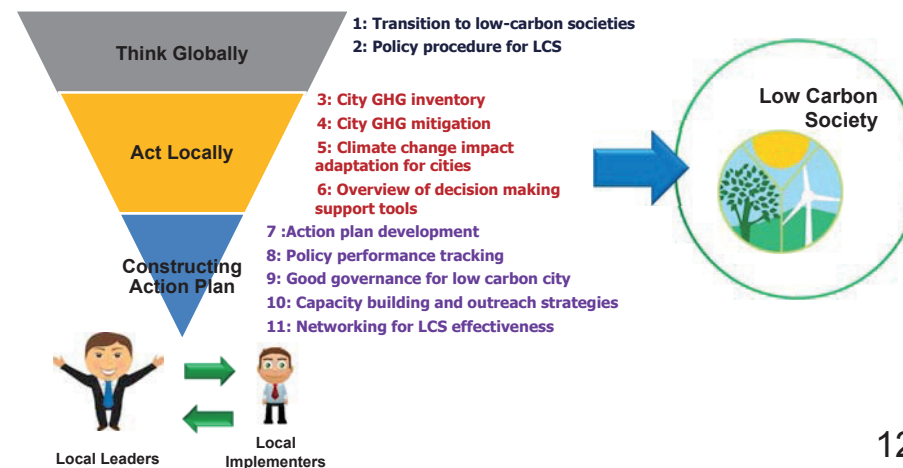 Think Globally
1: Transition to low-carbon societies
2: Policy procedure for LCS
Act Locally
3: City GHG inventory
4: City GHG mitigation
5: Climate change impact
adaptation for cities
6: Overview of decision making
support tools
Constructing
Action Plan
7 :Action plan development
8: Policy performance tracking
9: Good governance for low carbon city
10: Capacity building and outreach strategies
11: Networking for LCS effectiveness
Low Carbon
Society
Local Leaders
Local
Implementers
12